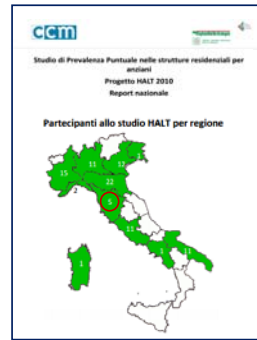 ccm
Studio di Prevalenza Puntuale nelle strutture residenziali per
anziani
Progetto HALT 2010
Report nazionale
Partecipanti allo studio HALT per regione
11
17
15
22
2
5
11
1
11
1